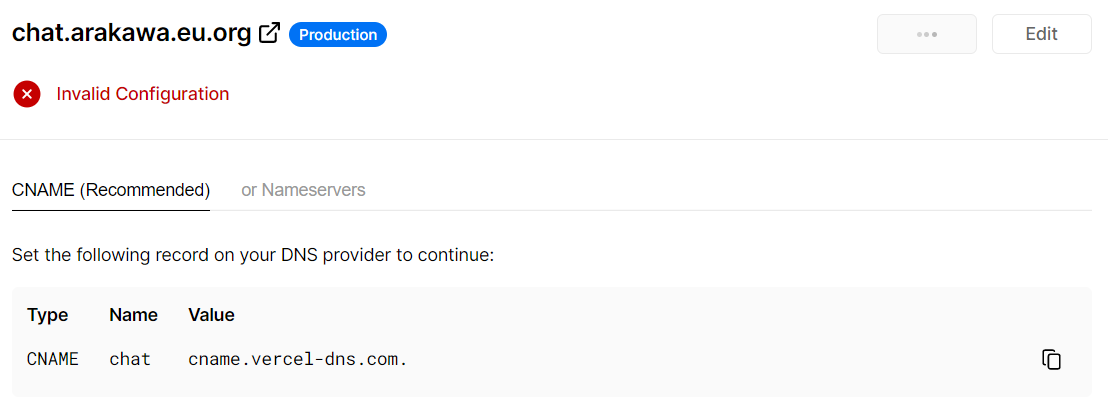 chat.arakawa.eu.org Production
Edit
Invalid Configuration
CNAME (Recommended) or Nameservers
Set the following record on your DNS provider to continue:
Type Name Value
CNAME chat cname.vercel-dns.com.